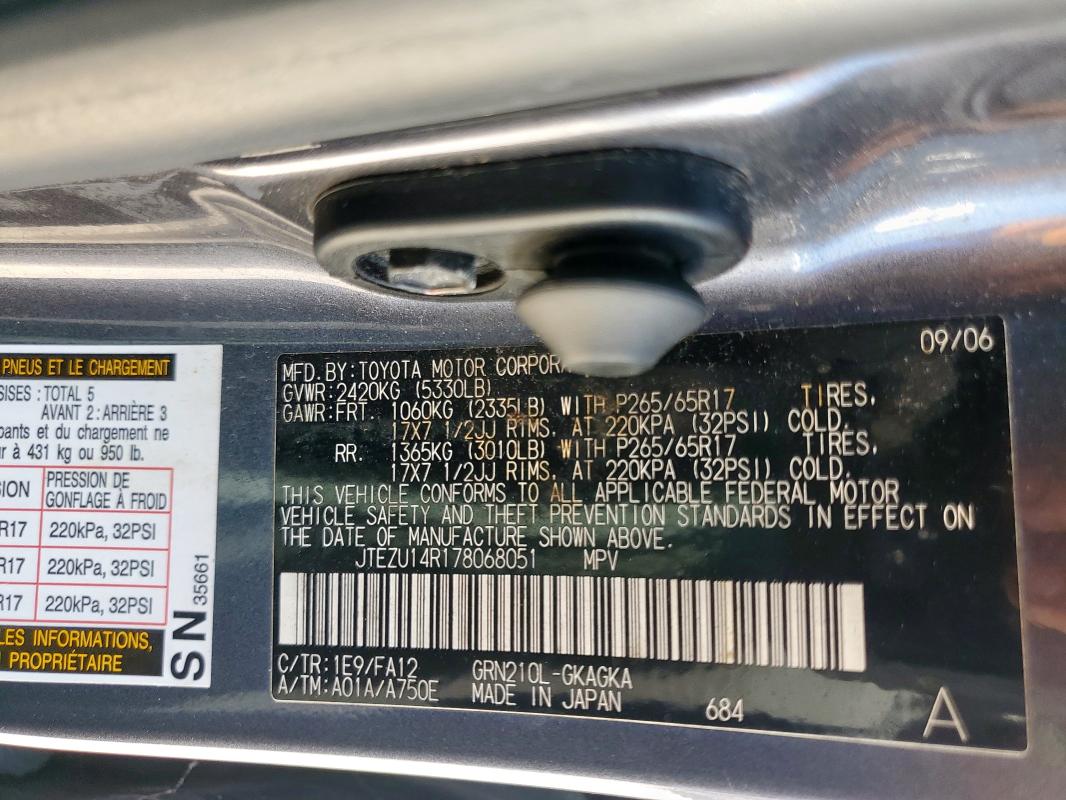 PNEUS ET LE CHARGEMENT
TOTAL 5
AVANT 2 : ARRIÈRE 3
et du chargement ne
à 431 kg ou 950 lb.
PRESSION DE
GONFLAGE À FROID
R17 220kPa, 32PSI
R17 220kPa, 32PSI
R17 220kPa, 32PSI
LES INFORMATIONS,
PROPRIÉTAIRE
SN 35661
09/06
MFD. BY: TOYOTA MOTOR
GVWR: 2420KG (5330LB)
GAWR: FRT. 1060KG (2335LB) WITH P265/65R17 TIRES,
17X7 1/2JJ RIMS, AT 220KPA (32PSI) COLD.
RR. 1365KG (3010LB) WITH P265/65R17 TIRES,
17X7 1/2JJ RIMS, AT 220KPA (32PSI) COLD.
THIS VEHICLE CONFORMS TO ALL APPLICABLE FEDERAL MOTOR
VEHICLE SAFETY AND THEFT PREVENTION STANDARDS IN EFFECT ON
THE DATE OF MANUFACTURE SHOWN ABOVE.
JTEZU14R178068051 MPV
C/TR: 1E9/FA12 GRN210L-GKAGKA
A/TM: A01A/A750E MADE IN JAPAN 684 A